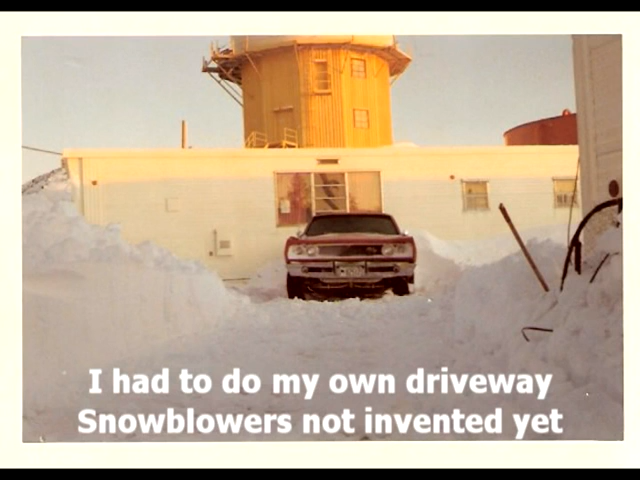 I had to do my own driveway
Snowblowers not invented yet